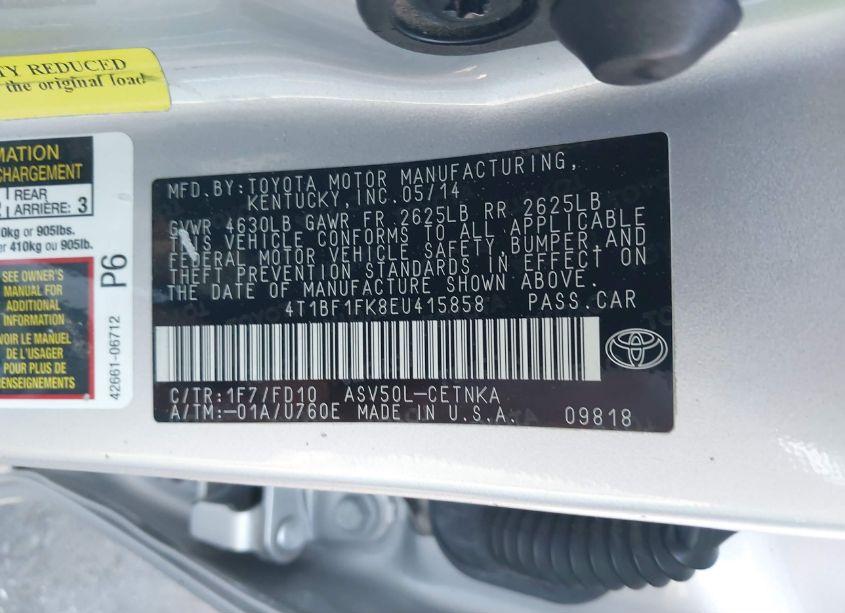 TY REDUCED
the original load
MATION
CHARGEMENT
REAR
ARRIÈRE: 3
kg or 905lbs.
410kg ou 905lb.
SEE OWNER'S
MANUAL FOR
ADDITIONAL
INFORMATION
VOIR LE MANUEL
DE L'USAGER
POUR PLUS DE
RENSEIGNEMENTS
P6
42661-06712
MFD.BY:TOYOTA MOTOR MANUFACTURING,
KENTUCKY,INC.05/14
GVWR 4630LB GAWR FR 2625LB RR 2625LB
THIS VEHICLE CONFORMS TO ALL APPLICABLE
FEDERAL MOTOR VEHICLE SAFETY,BUMPER,AND
THEFT PREVENTION STANDARDS IN EFFECT ON
THE DATE OF MANUFACTURE SHOWN ABOVE.
4T1BF1FK8EU415858 PASS.CAR
C/TR:1F7/FD10 ASV50L-CETNKA
A/TM:-01A/U760E MADE IN U.S.A. 09818